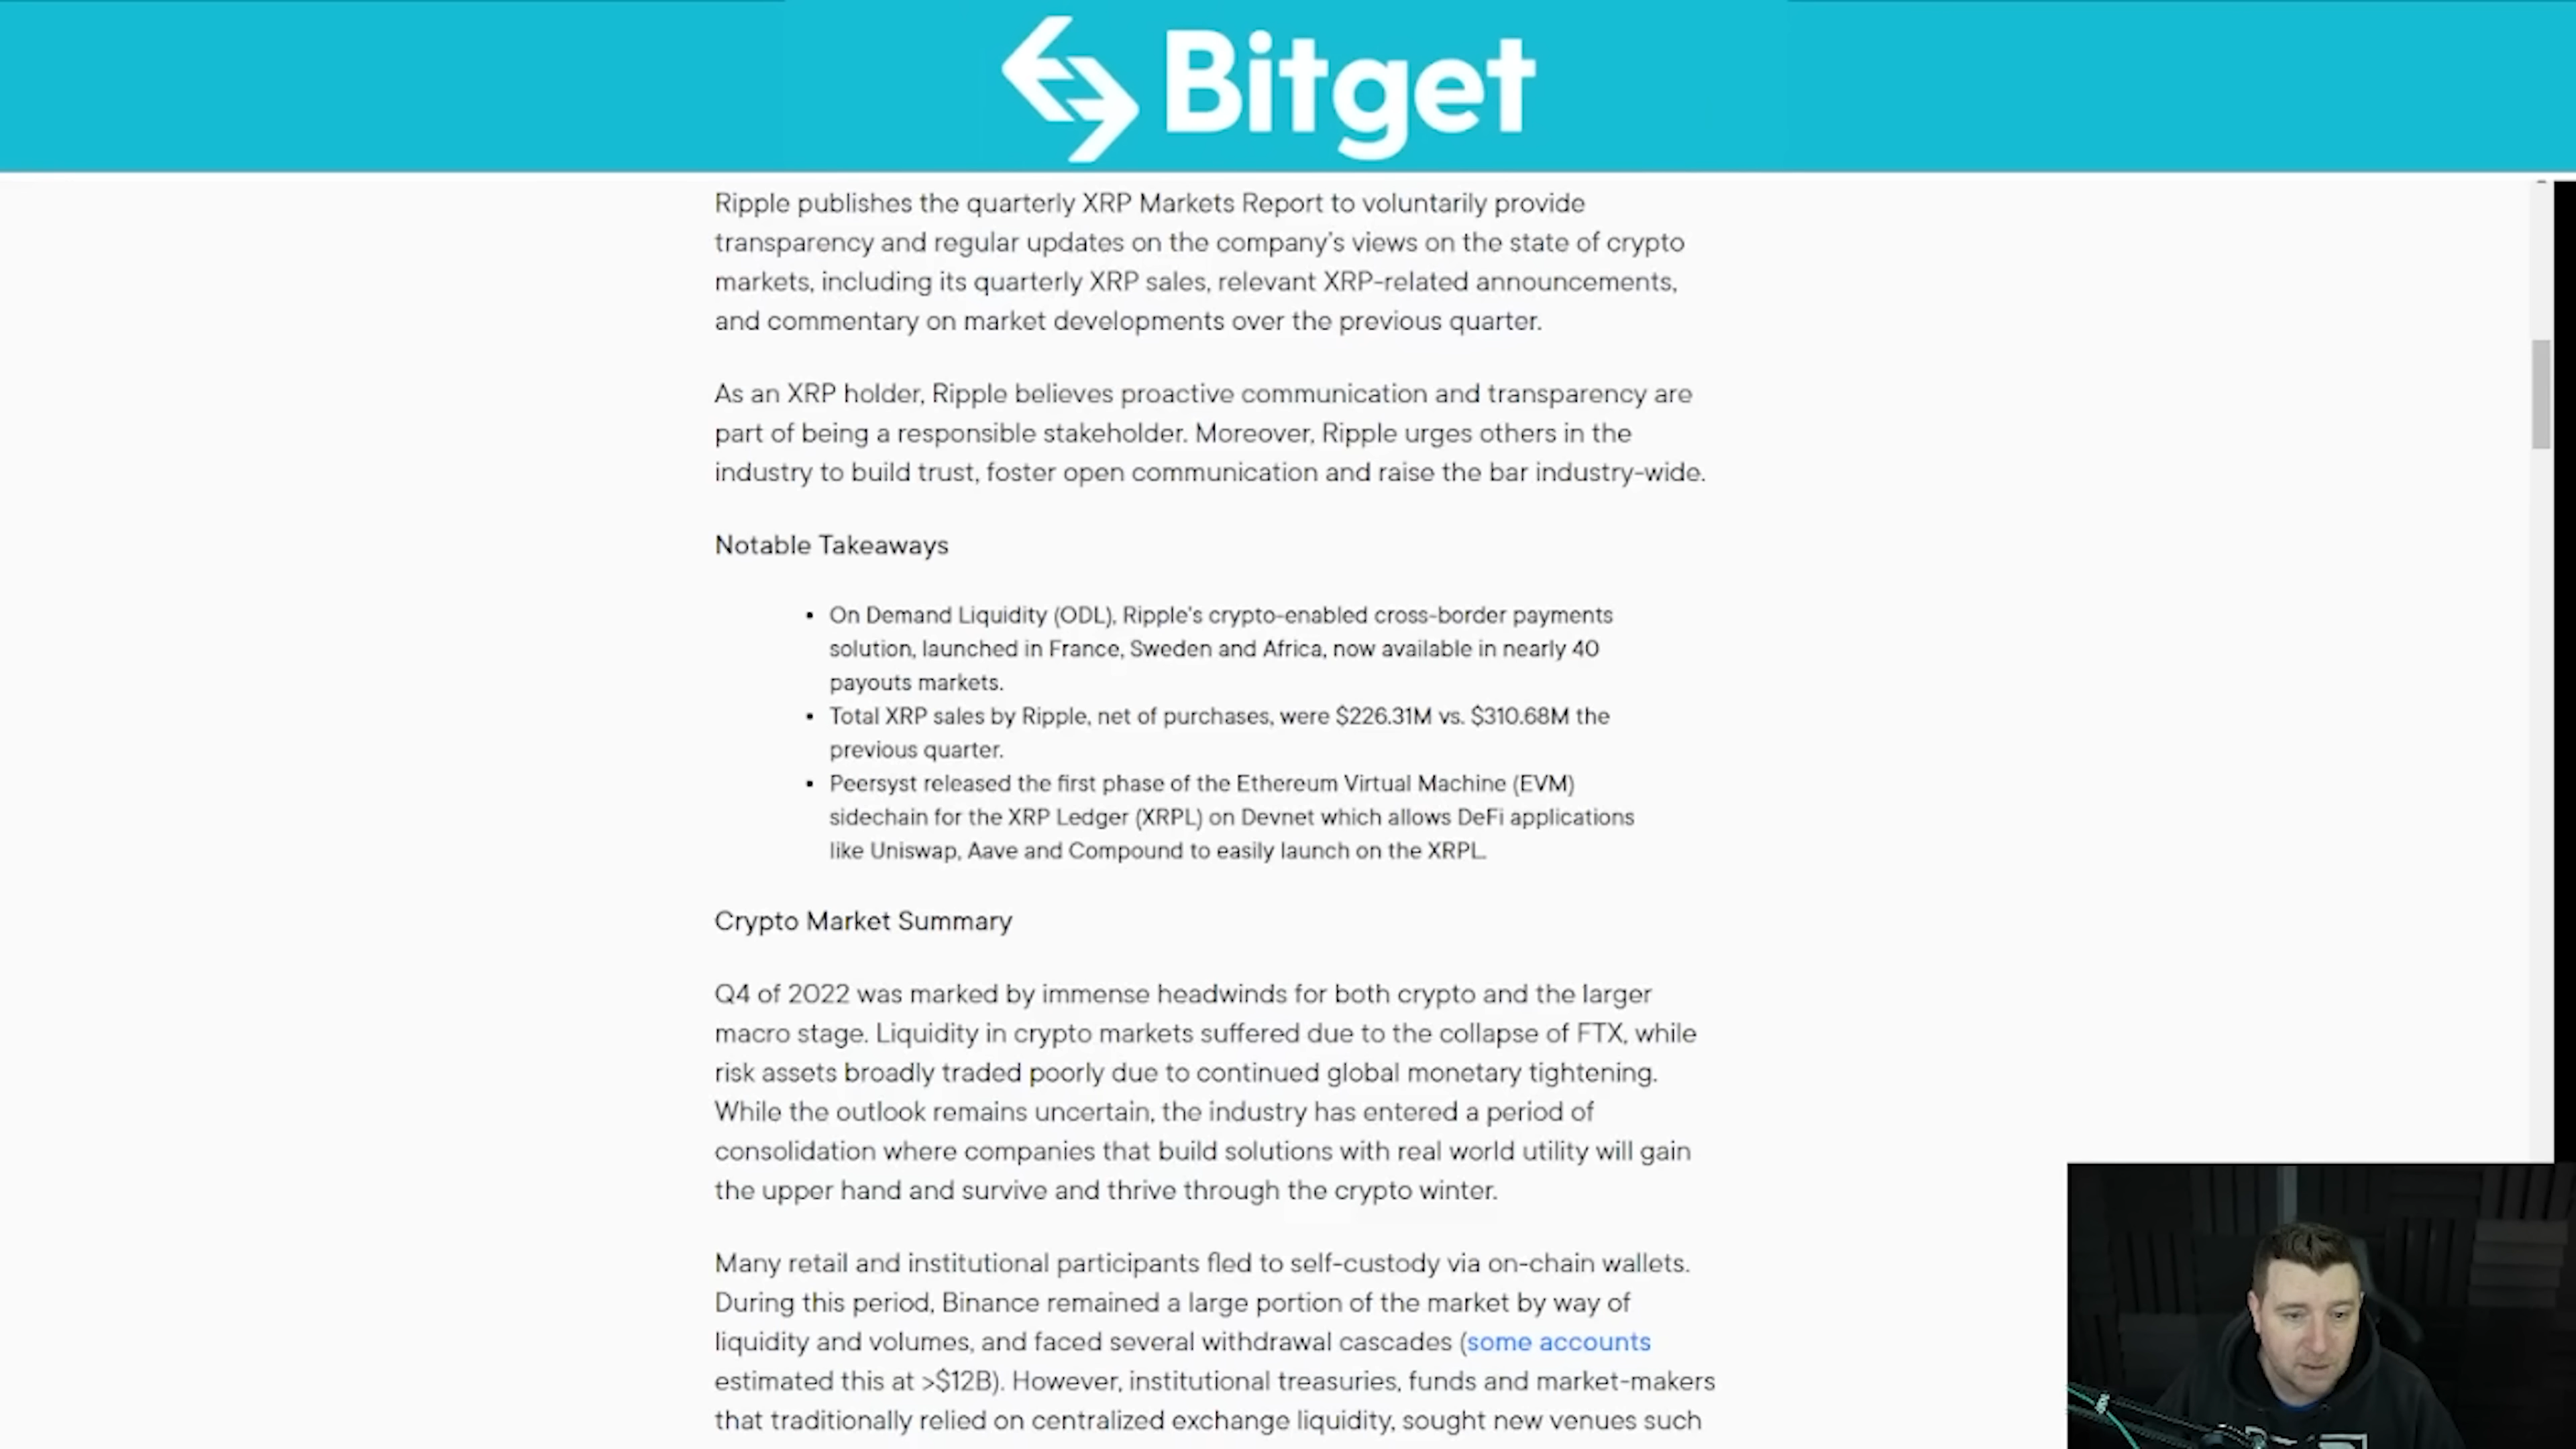 Bitget
Ripple publishes the quarterly XRP Markets Report to voluntarily provide
transparency and regular updates on the company's views on the state of crypto
markets, including its quarterly XRP sales, relevant XRP-related announcements,
and commentary on market developments over the previous quarter.
As an XRP holder, Ripple believes proactive communication and transparency are
part of being a responsible stakeholder. Moreover, Ripple urges others in the
industry to build trust, foster open communication and raise the bar industry-wide.
Notable Takeaways
• On Demand Liquidity (ODL), Ripple's crypto-enabled cross-border payments
solution, launched in France, Sweden and Africa, now available in nearly 40
payouts markets.
• Total XRP sales by Ripple, net of purchases, were $226.31M vs. $310.68M the
previous quarter.
• Peersyst released the first phase of the Ethereum Virtual Machine (EVM)
sidechain for the XRP Ledger (XRPL) on Devnet which allows DeFi applications
like Uniswap, Aave and Compound to easily launch on the XRPL.
Crypto Market Summary
Q4 of 2022 was marked by immense headwinds for both crypto and the larger
macro stage. Liquidity in crypto markets suffered due to the collapse of FTX, while
risk assets broadly traded poorly due to continued global monetary tightening.
While the outlook remains uncertain, the industry has entered a period of
consolidation where companies that build solutions with real world utility will gain
the upper hand and survive and thrive through the crypto winter.
Many retail and institutional participants fled to self-custody via on-chain wallets.
During this period, Binance remained a large portion of the market by way of
liquidity and volumes, and faced several withdrawal cascades (some accounts
estimated this at >$12B). However, institutional treasuries, funds and market-makers
that traditionally relied on centralized exchange liquidity, sought new venues such